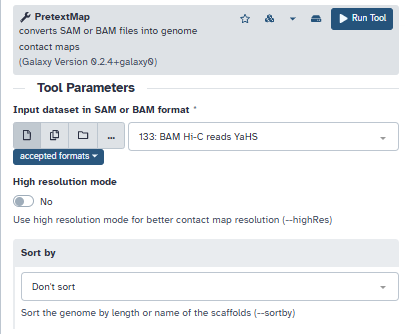 PretextMap
converts SAM or BAM files into genome
contact maps
(Galaxy Version 0.2.4+galaxy0)
Run Tool
Tool Parameters
Input dataset in SAM or BAM format *
...
133: BAM Hi-C reads YaHS
accepted formats
High resolution mode
No
Use high resolution mode for better contact map resolution (--highRes)
Sort by
Don't sort
Sort the genome by length or name of the scaffolds (--sortby)